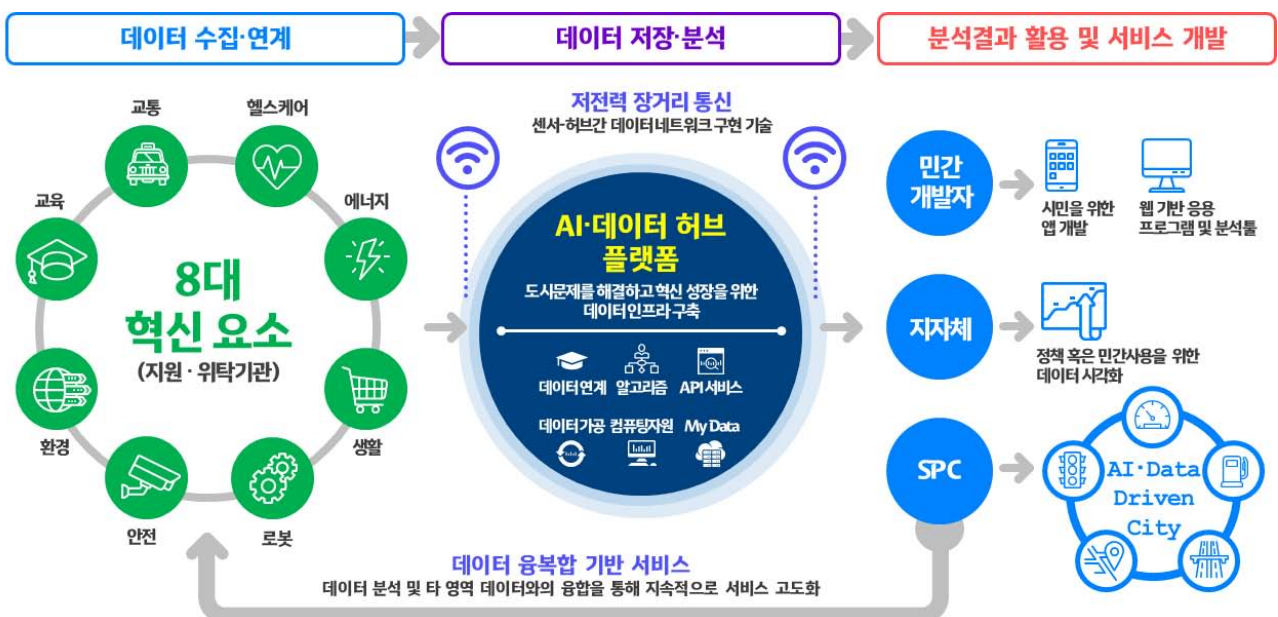 데이터 수집·연계
데이터 저장·분석
분석결과 활용 및 서비스 개발
교통
헬스케어
교육
에너지
8대
혁신 요소
(지원 · 위탁기관)
환경
생활
안전
로봇
저전력 장거리 통신
센서-허브간 데이터네트워크 구현 기술
AI·데이터 허브
플랫폼
도시문제를 해결하고 혁신 성장을 위한
데이터인프라 구축
데이터연계 알고리즘 API 서비스
데이터가공 컴퓨팅자원 My Data
민간
개발자
시민을 위한
앱 개발
웹 기반 응용
프로그램 및 분석툴
지자체
정책 혹은 민간사용을 위한
데이터 시각화
SPC
AI·Data
Driven
City
데이터 융복합 기반 서비스
데이터 분석 및 타 영역 데이터와의 융합을 통해 지속적으로 서비스 고도화